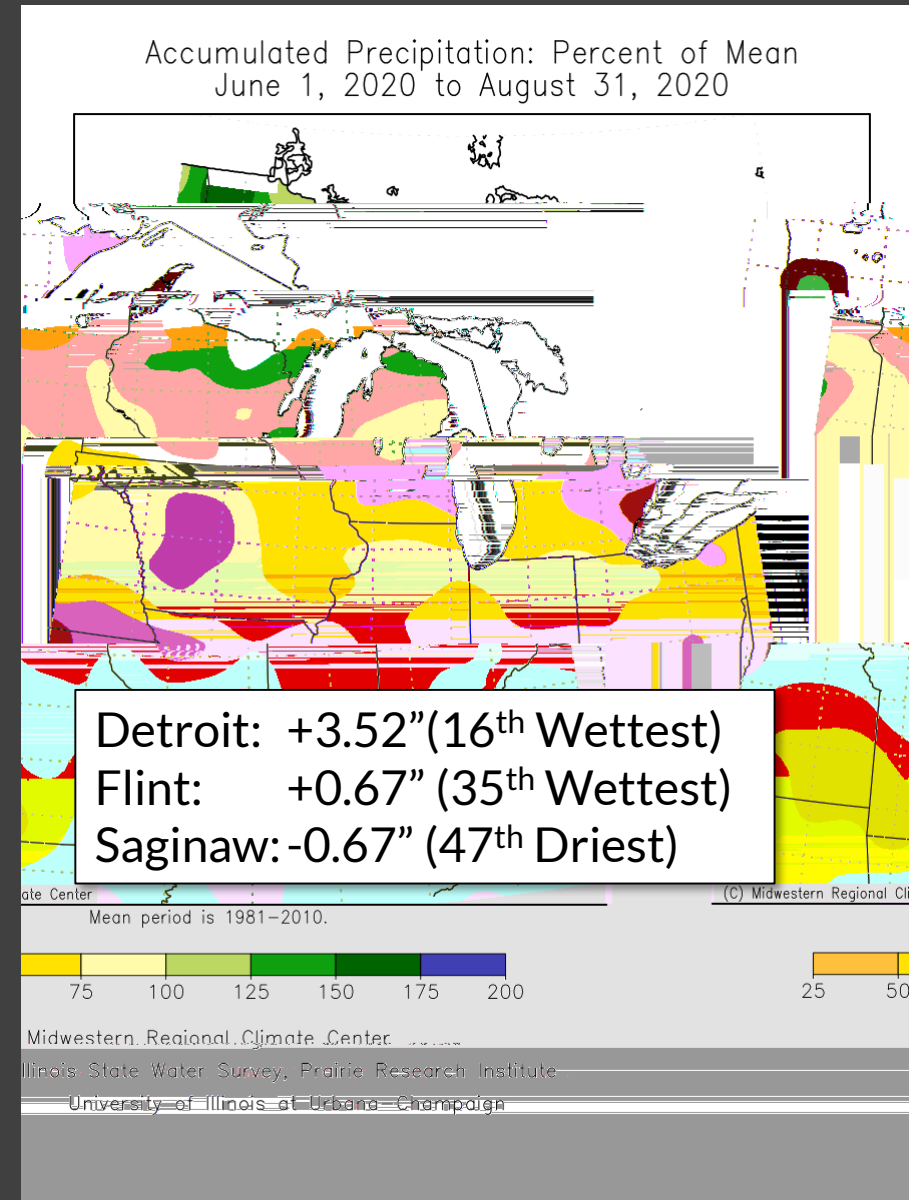 Accumulated Precipitation: Percent of Mean
June 1, 2020 to August 31, 2020
Detroit: +3.52”(16th Wettest)
Flint: +0.67” (35th Wettest)
Saginaw: -0.67” (47th Driest)
ate Center
(C) Midwestern Regional Cli
Mean period is 1981-2010.
75 100 125 150 175 200 25 50
Midwestern Regional Climate Center
llinois State Water Survey, Prairie Research Institute
University of Illinois at Urbana-Champaign